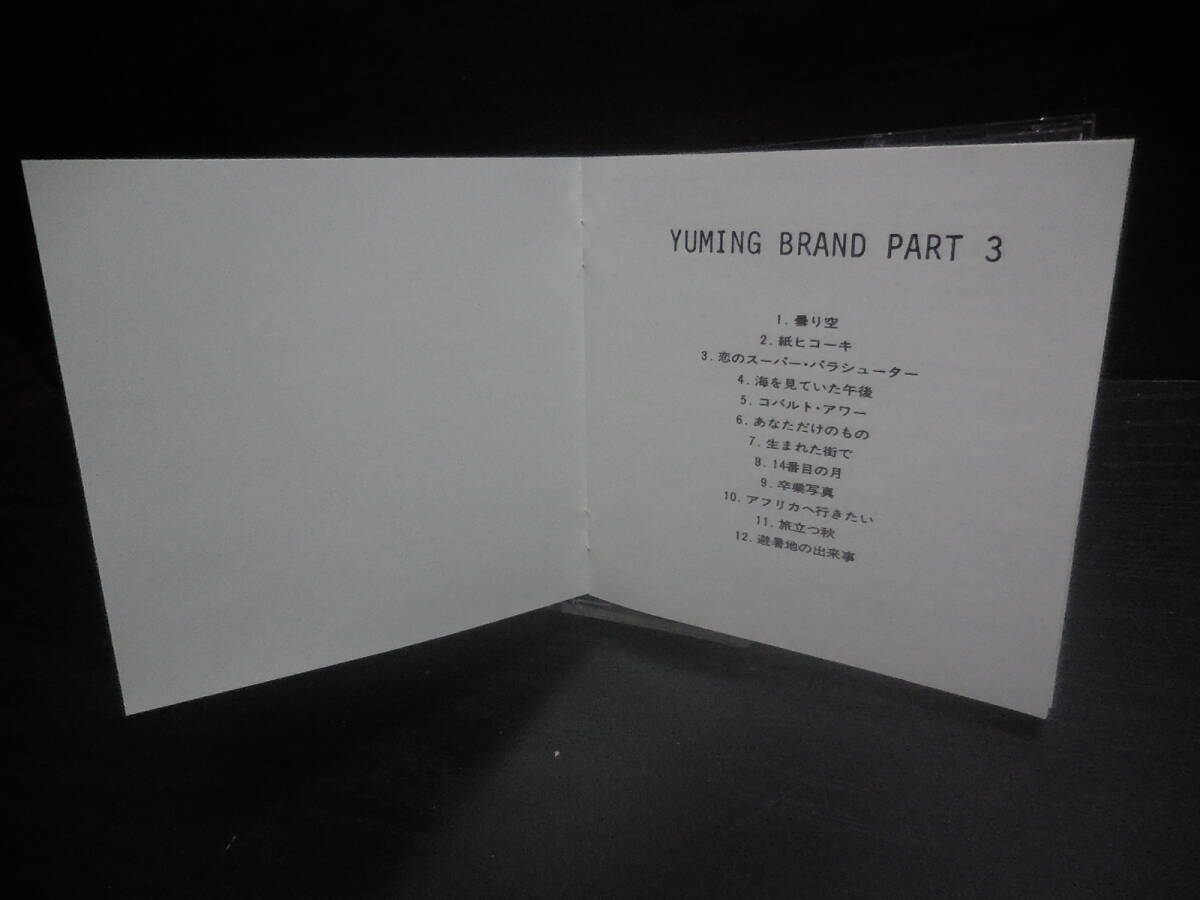 YUMING BRAND PART 3
1. 曇り空
2. 紙ヒコーキ
3. 恋のスーパー・パラシューター
4. 海を見ていた午後
5. コバルト・アワー
6. あなただけのもの
7. 生まれた街で
8. 14番目の月
9. 卒業写真
10. アフリカへ行きたい
11. 旅立つ秋
12. 避暑地の出来事